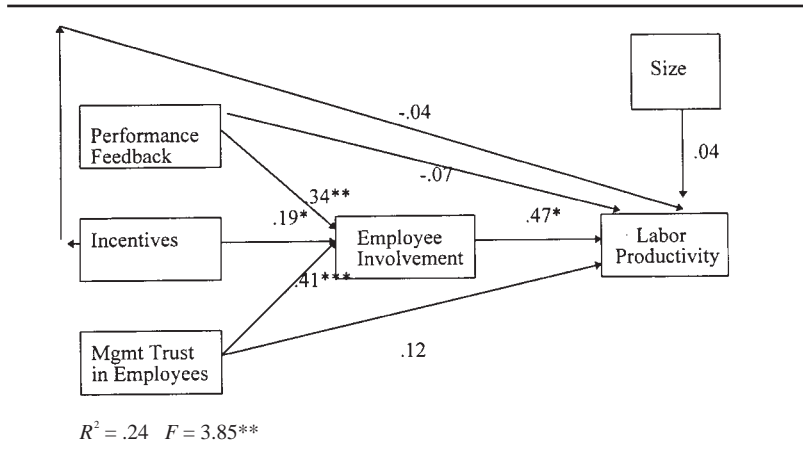 Size
-.04
Performance
Feedback
.04
-.07
.34**
.19*
Incentives
Employee
Involvement
.47*
Labor
Productivity
.41***
Mgmt Trust
in Employees
.12
R² = .24 F = 3.85**